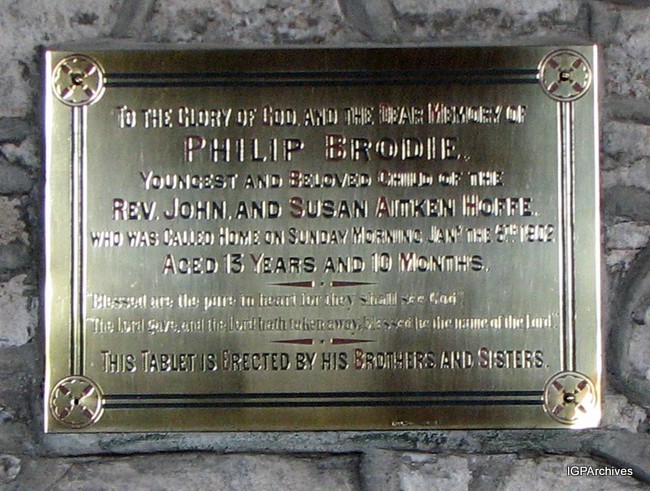 To the Glory of God, and the Dear Memory of
Philip Brodie,
Youngest and Beloved Child of the
Rev. John, and Susan Aitken Hoffe.
who was Called Home on Sunday Morning Jany the 5th 1902
Aged 13 Years and 10 Months.
"Blessed are the pure in heart for they shall see God".
"The Lord gave, and the Lord hath taken away, blessed be the name of the Lord".
This Tablet is Erected by his Brothers and Sisters.
IGPArchives